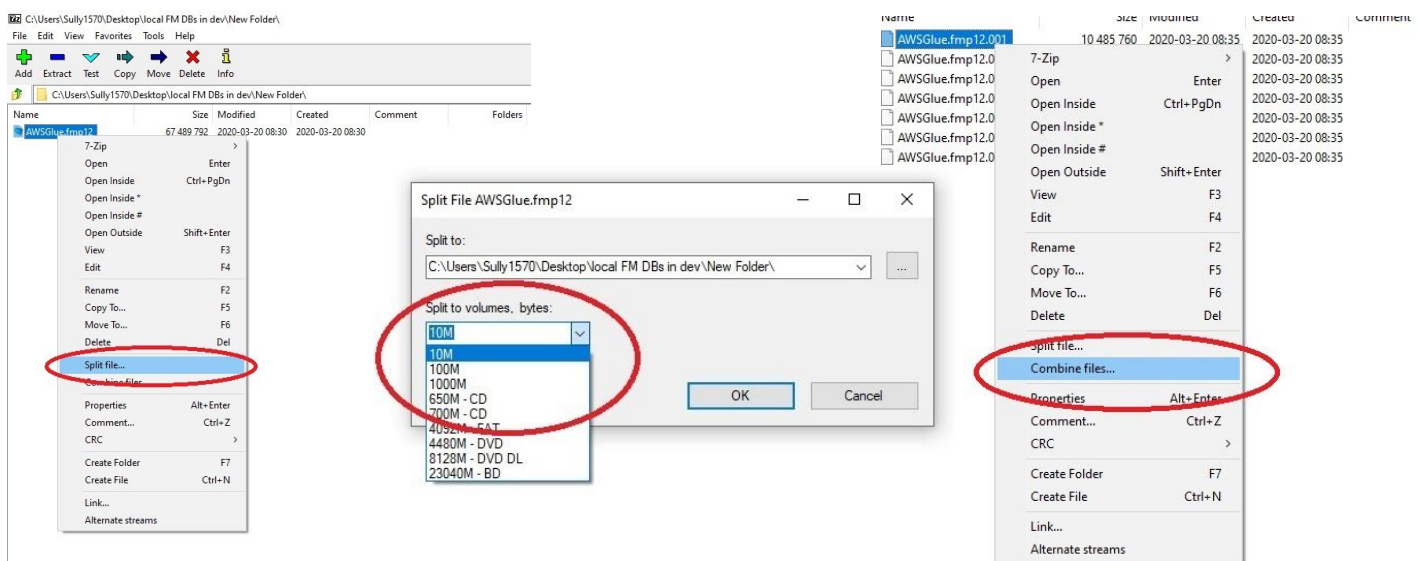 C:\Users\Sully1570\Desktop\local FM DBs in dev\New Folder\
File Edit View Favorites Tools Help
Add Extract Test Copy Move Delete Info
C:\Users\Sully1570\Desktop\local FM DBs in dev\New Folder\
Name Size Modified Created Comment Folders
AWSGlue.fmp12 67 489 792 2020-03-20 08:30 2020-03-20 08:30
7-Zip >
Open Enter
Open Inside Ctrl+PgDn
Open Inside *
Open Inside #
Open Outside Shift+Enter
View F3
Edit F4
Rename F2
Copy To... F5
Move To... F6
Delete Del
Split file...
Combine files...
Properties Alt+Enter
Comment... Ctrl+Z
CRC >
Create Folder F7
Create File Ctrl+N
Link...
Alternate streams
Split File AWSGlue.fmp12
Split to:
C:\Users\Sully1570\Desktop\local FM DBs in dev\New Folder\
...
Split to volumes, bytes:
10M
10M
100M
1000M
650M - CD
700M - CD
4092M - FAT
4480M - DVD
8128M - DVD DL
23040M - BD
OK Cancel
Name Size Modified Created Comment
AWSGlue.fmp12.001 10 485 760 2020-03-20 08:35 2020-03-20 08:35
AWSGlue.fmp12.0 2020-03-20 08:35
AWSGlue.fmp12.0 2020-03-20 08:35
AWSGlue.fmp12.0 2020-03-20 08:35
AWSGlue.fmp12.0 2020-03-20 08:35
AWSGlue.fmp12.0 2020-03-20 08:35
AWSGlue.fmp12.0 2020-03-20 08:35
7-Zip >
Open Enter
Open Inside Ctrl+PgDn
Open Inside *
Open Inside #
Open Outside Shift+Enter
View F3
Edit F4
Rename F2
Copy To... F5
Move To... F6
Delete Del
Split file...
Combine files...
Properties Alt+Enter
Comment... Ctrl+Z
CRC >
Create Folder F7
Create File Ctrl+N
Link...
Alternate streams